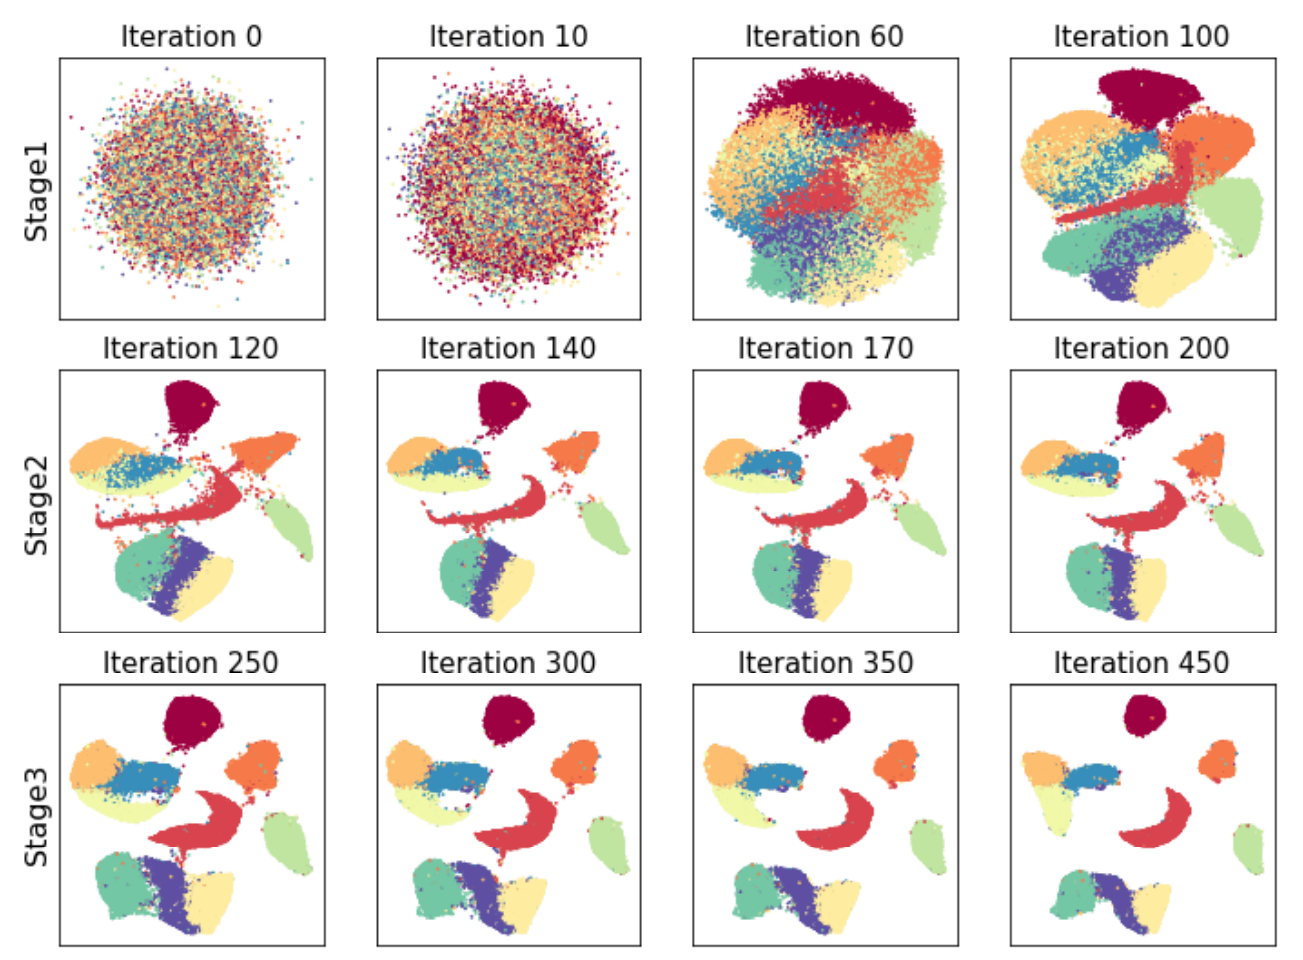 Iteration 0
Iteration 10
Iteration 60
Iteration 100
Stage1
Iteration 120
Iteration 140
Iteration 170
Iteration 200
Stage2
Iteration 250
Iteration 300
Iteration 350
Iteration 450
Stage3